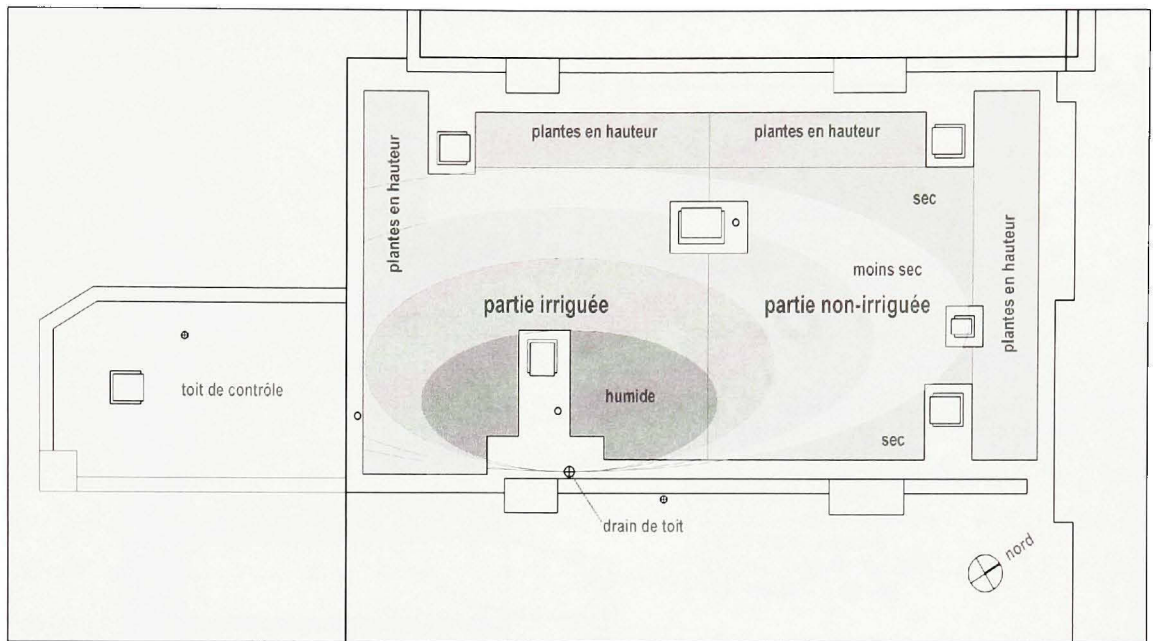 plantes en hauteur
plantes en hauteur
plantes en hauteur
sec
plantes en hauteur
moins sec
partie irriguée
partie non-irriguée
toit de contrôle
humide
sec
drain de toit
nord